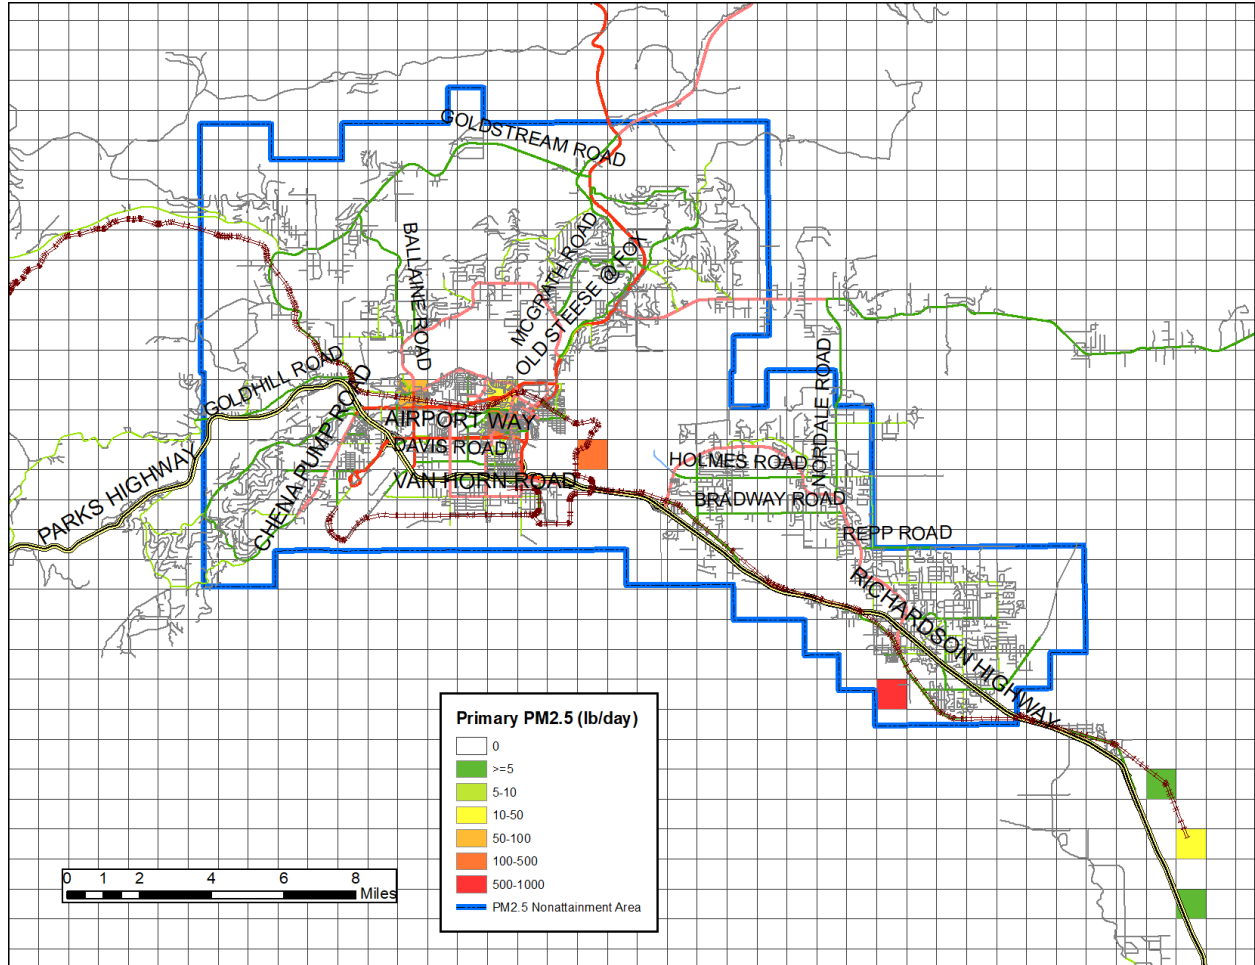 GOLDSTREAM ROAD
BALLAINE ROAD
MCGRATH ROAD
OLD STEESE @ FOX
GOLDHILL ROAD
CHENA PUMP ROAD
PARKS HIGHWAY
AIRPORT WAY
DAVIS ROAD
VAN HORN ROAD
NORDALE ROAD
HOLMES ROAD
BRADWAY ROAD
REPP ROAD
RICHARDSON HIGHWAY
Primary PM2.5 (lb/day)
0
>=5
5-10
10-50
50-100
100-500
500-1000
PM2.5 Nonattainment Area
0 1 2 4 6 8
Miles